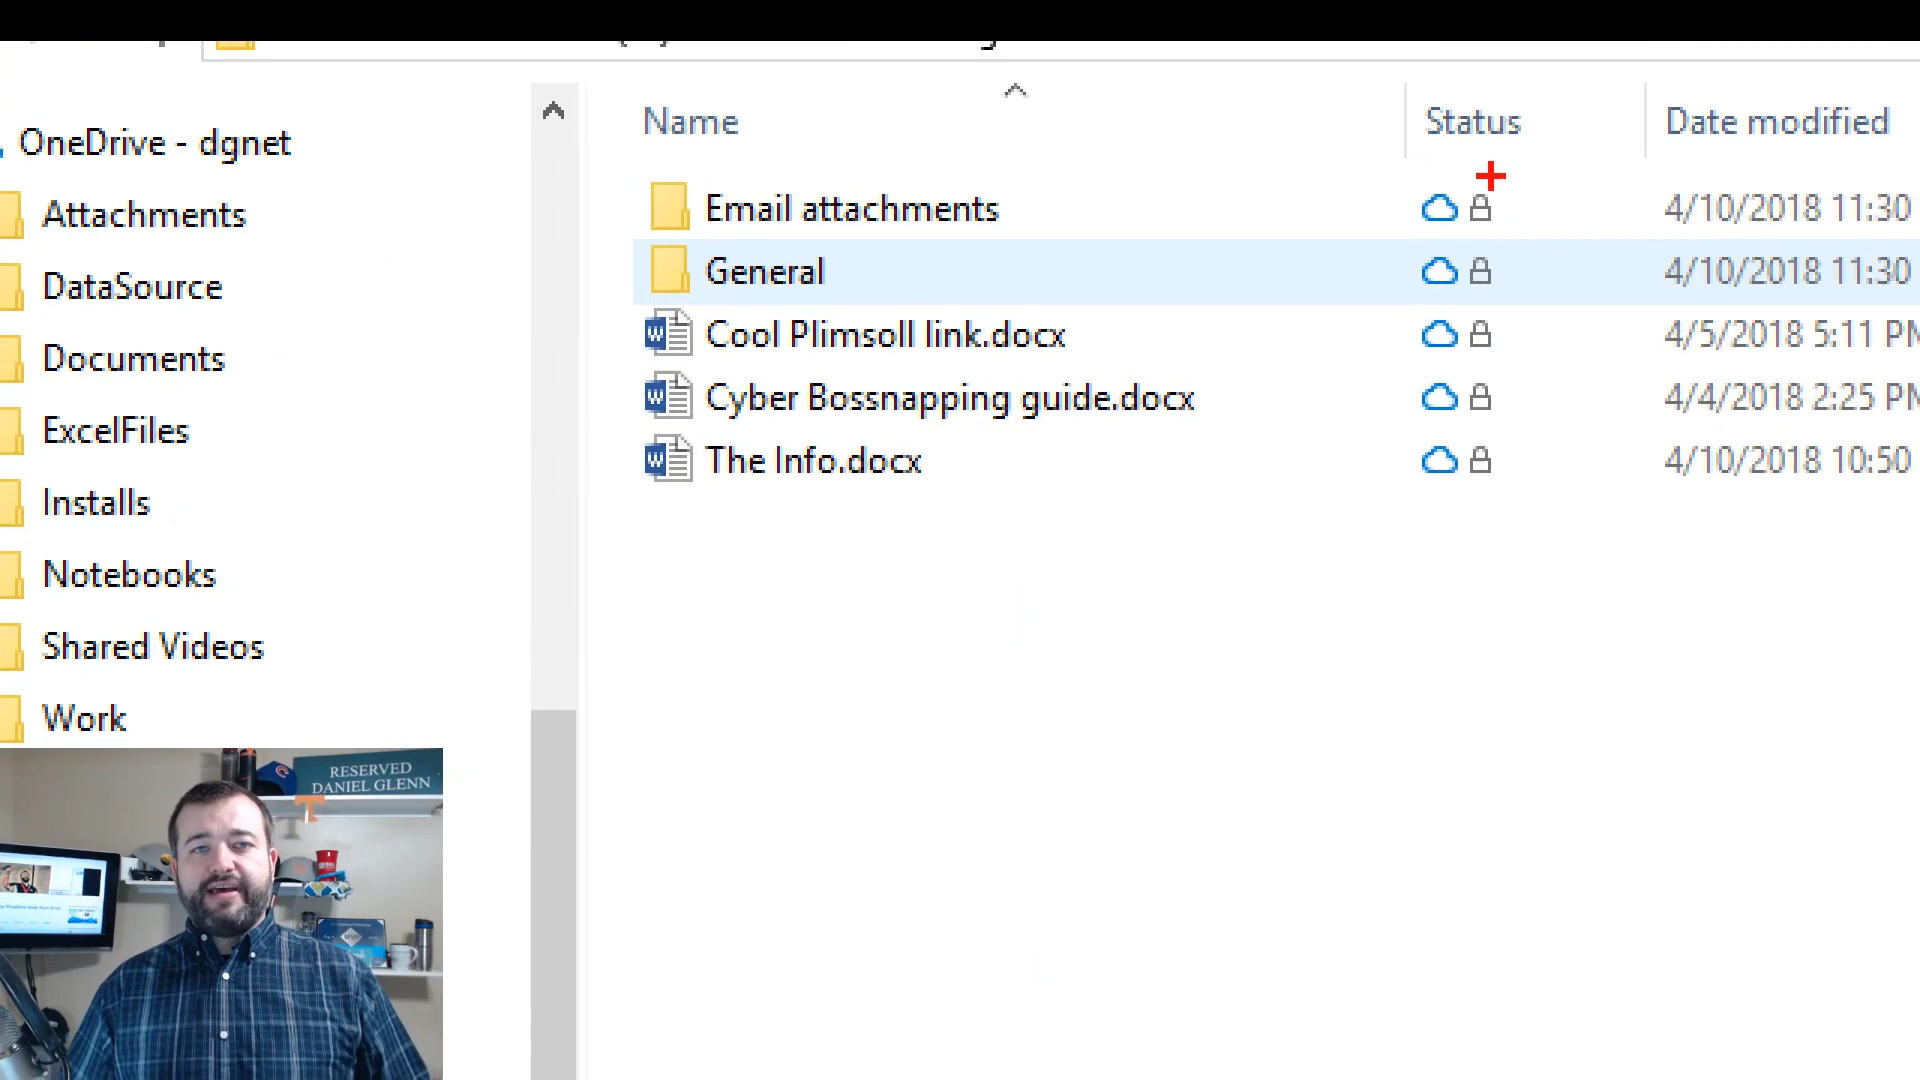 Name Status Date modified
OneDrive - dgnet
Attachments
DataSource
Documents
ExcelFiles
Installs
Notebooks
Shared Videos
Work
Email attachments 4/10/2018 11:30
General 4/10/2018 11:30
Cool Plimsoll link.docx 4/5/2018 5:11 PM
Cyber Bossnapping guide.docx 4/4/2018 2:25 PM
The Info.docx 4/10/2018 10:50
RESERVED
DANIEL GLENN
MVP